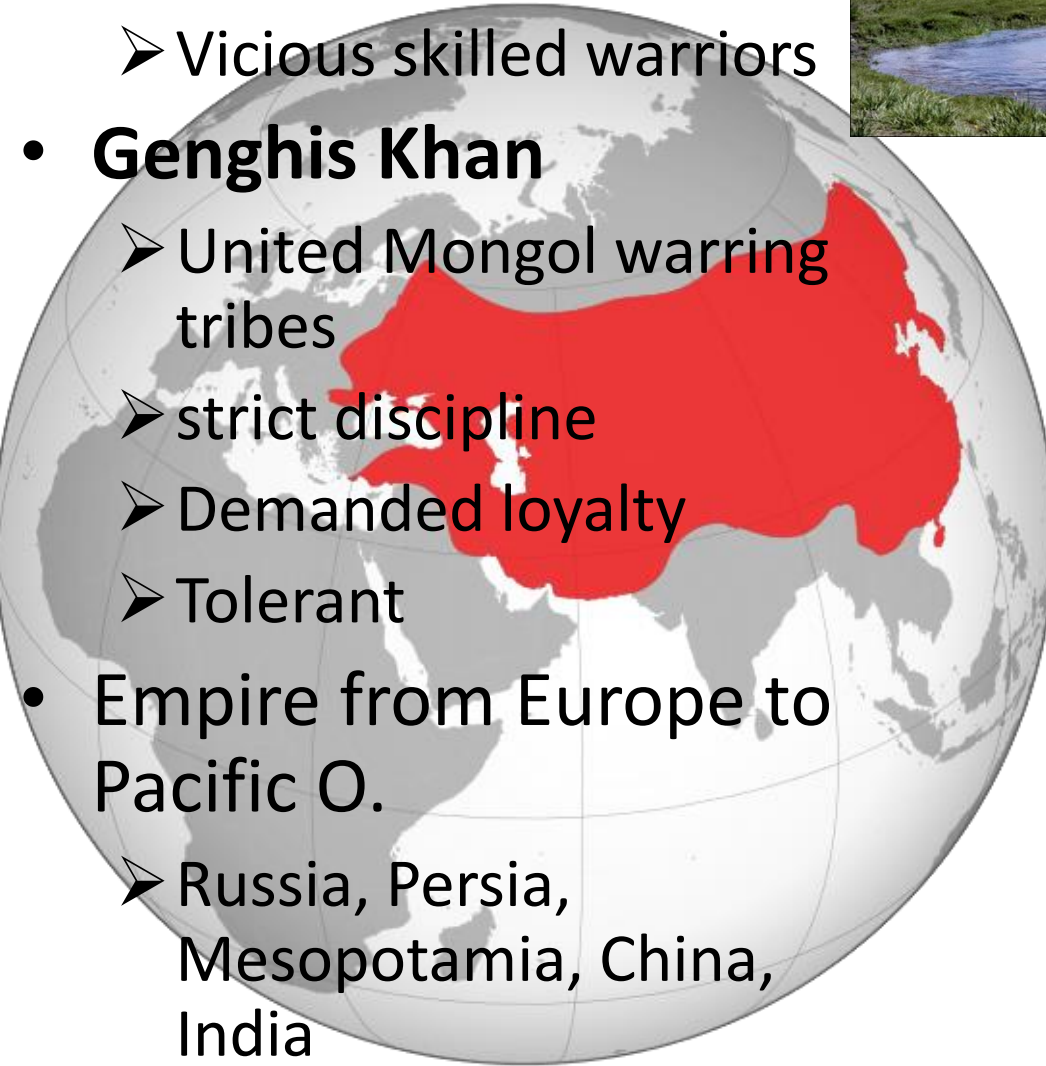 ➢ Vicious skilled warriors
• Genghis Khan
➢ United Mongol warring
tribes
➢ strict discipline
➢ Demanded loyalty
➢ Tolerant
• Empire from Europe to
Pacific O.
➢ Russia, Persia,
Mesopotamia, China,
India